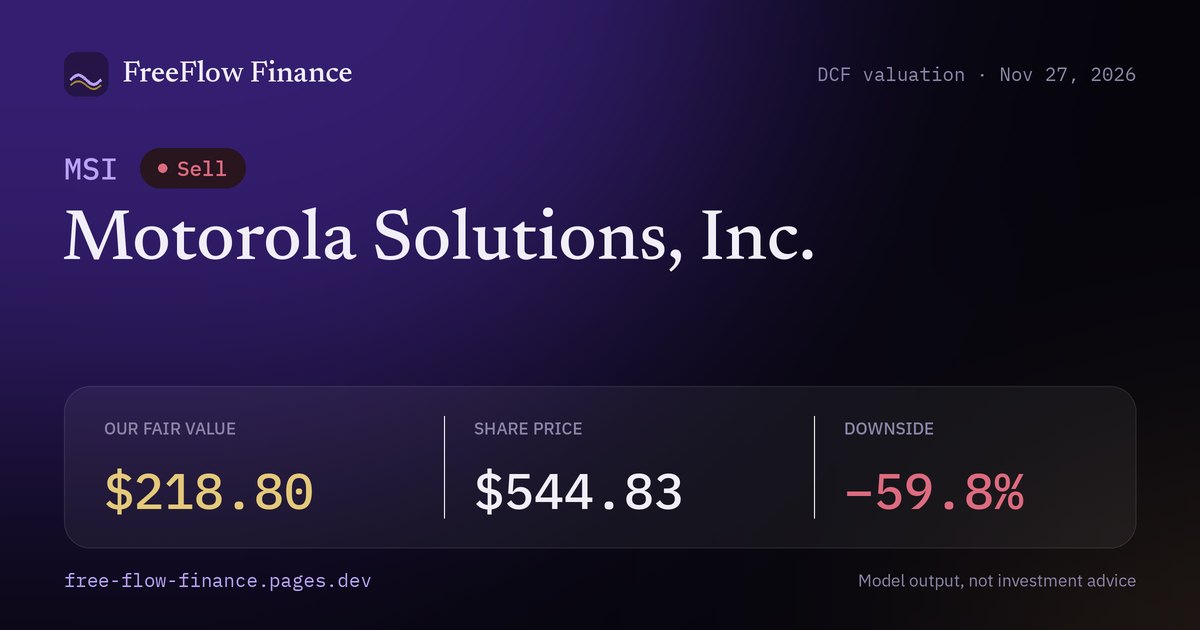 FreeFlow Finance
DCF valuation · Nov 27, 2026
MSI
Sell
Motorola Solutions, Inc.
OUR FAIR VALUE
$218.80
SHARE PRICE
$544.83
DOWNSIDE
−59.8%
free-flow-finance.pages.dev
Model output, not investment advice